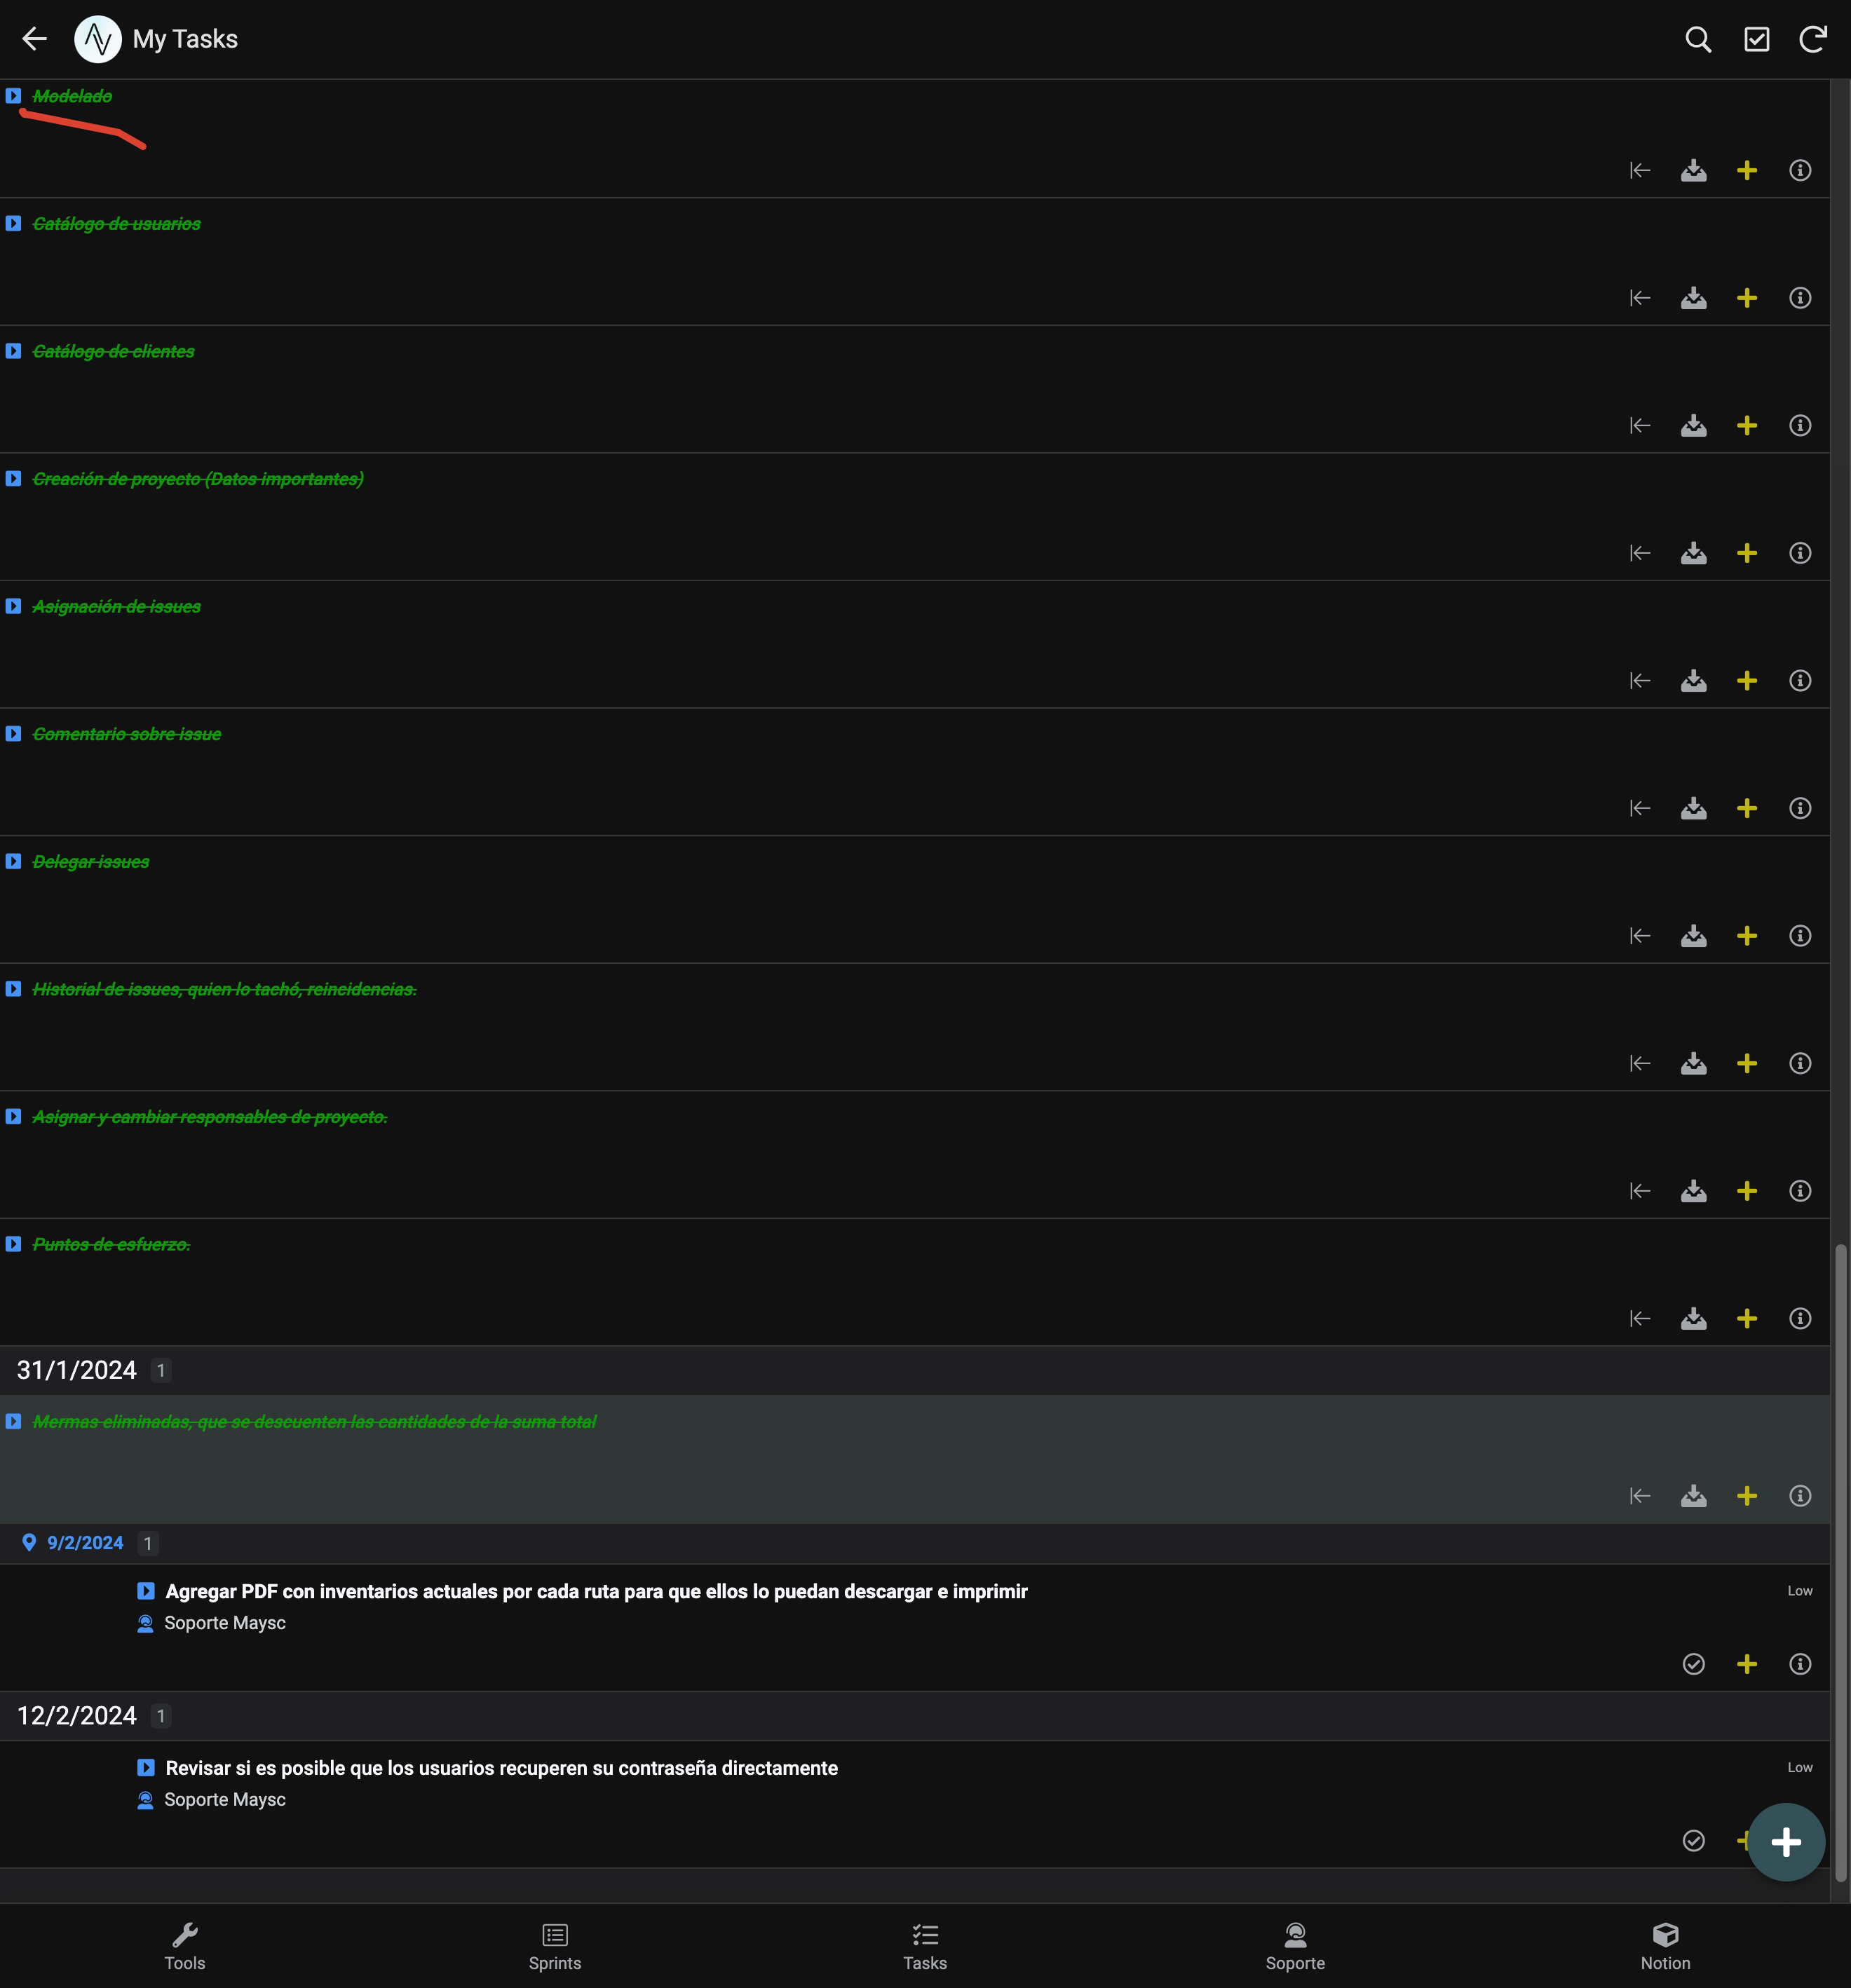 My Tasks
Modelado
Catálogo de usuarios
Catálogo de clientes
Creación de proyecto (Datos importantes)
Asignación de issues
Comentario sobre issue
Delegar issues
Historial de issues, quien lo tachó, reincidencias.
Asignar y cambiar responsables de proyecto.
Puntos de esfuerzo.
31/1/2024 1
Mermas eliminadas, que se descuenten las cantidades de la suma total
9/2/2024 1
Agregar PDF con inventarios actuales por cada ruta para que ellos lo puedan descargar e imprimir Low
Soporte Maysc
12/2/2024 1
Revisar si es posible que los usuarios recuperen su contraseña directamente Low
Soporte Maysc
Tools Sprints Tasks Soporte Notion